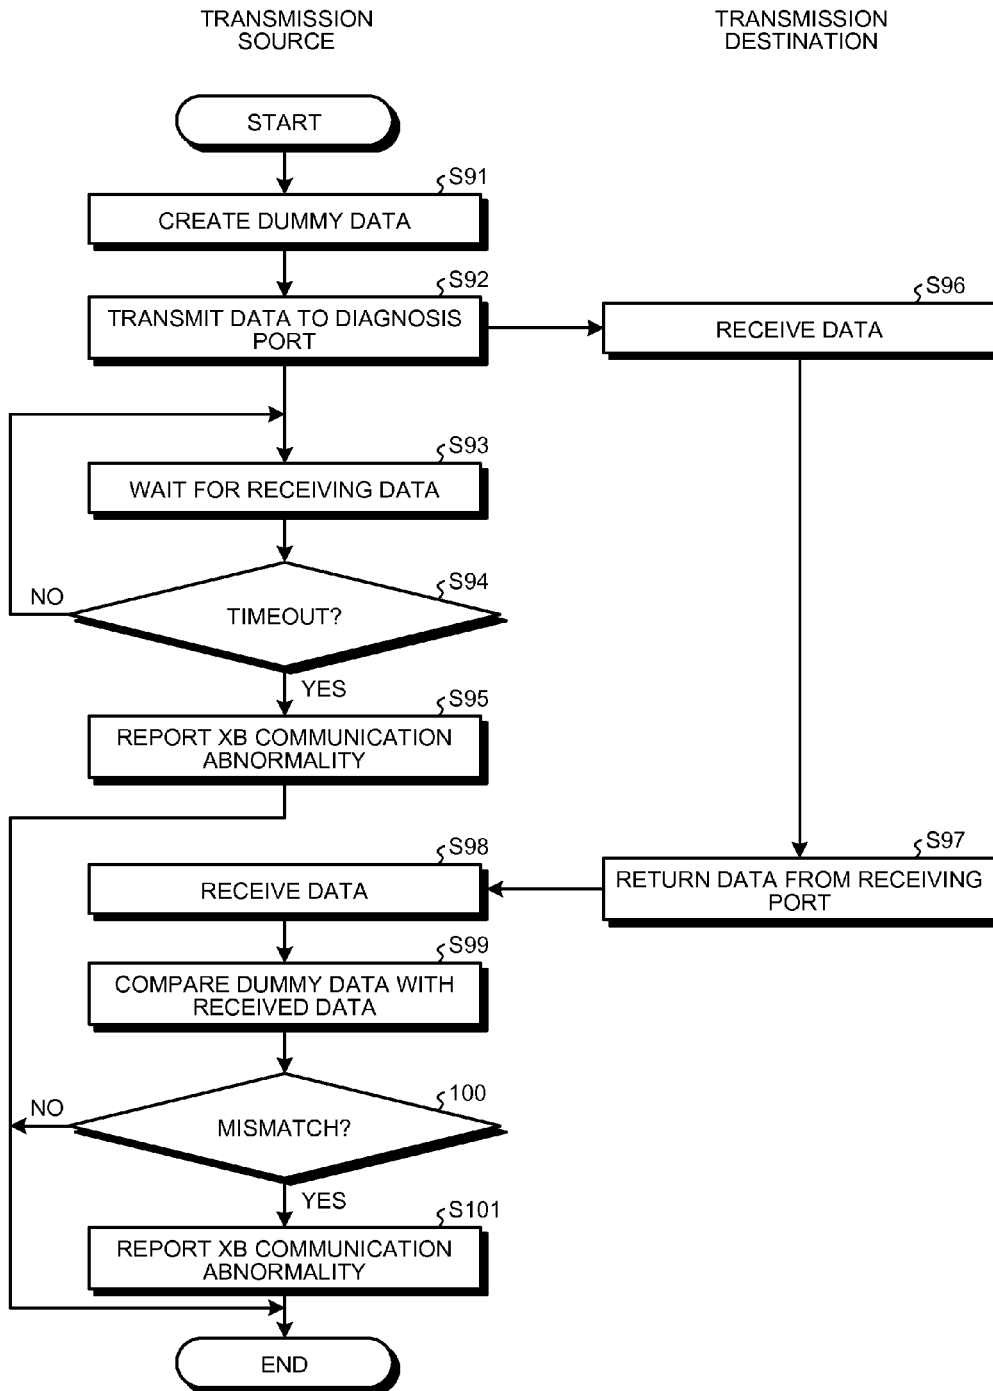 TRANSMISSION
SOURCE
TRANSMISSION
DESTINATION
START
S91
CREATE DUMMY DATA
S92
TRANSMIT DATA TO DIAGNOSIS
PORT
S96
RECEIVE DATA
S93
WAIT FOR RECEIVING DATA
S94
NO
TIMEOUT?
YES
S95
REPORT XB COMMUNICATION
ABNORMALITY
S97
RETURN DATA FROM RECEIVING
PORT
S98
RECEIVE DATA
S99
COMPARE DUMMY DATA WITH
RECEIVED DATA
100
NO
MISMATCH?
YES
S101
REPORT XB COMMUNICATION
ABNORMALITY
END